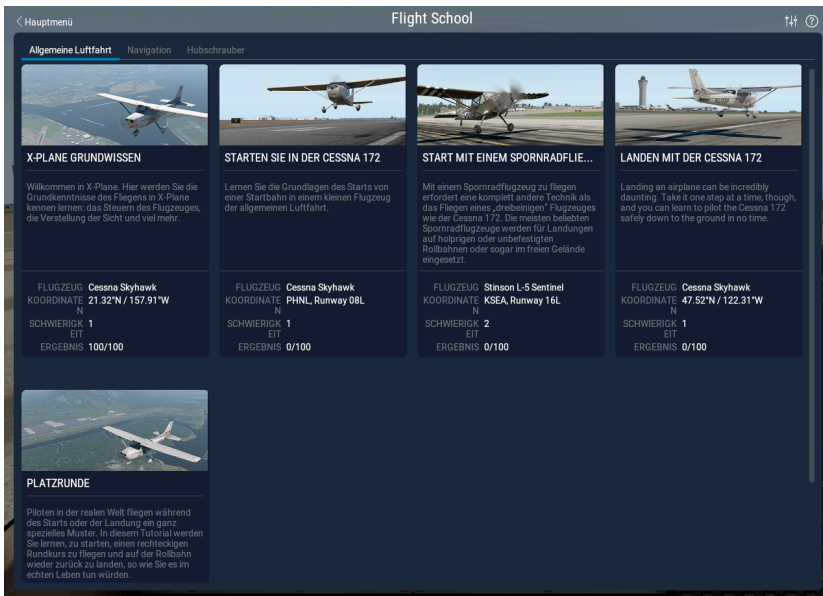 Hauptmenü
Flight School
Allgemeine Luftfahrt Navigation Hubschrauber
X-PLANE GRUNDWISSEN
Willkommen in X-Plane. Hier werden Sie die
Grundkenntnisse des Fliegens in X-Plane
kennen lernen: das Steuern des Flugzeuges,
die Verstellung der Sicht und viel mehr.
FLUGZEUG Cessna Skyhawk
KOORDINATE 21.32°N / 157.91°W
N
SCHWIERIGK 1
EIT
ERGEBNIS 100/100
STARTEN SIE IN DER CESSNA 172
Lernen Sie die Grundlagen des Starts von
einer Startbahn in einem kleinen Flugzeug
der allgemeinen Luftfahrt.
FLUGZEUG Cessna Skyhawk
KOORDINATE PHNL, Runway 08L
N
SCHWIERIGK 1
EIT
ERGEBNIS 0/100
START MIT EINEM SPORNRADFLIE...
Mit einem Spornradflugzeug zu fliegen
erfordert eine komplett andere Technik als
das Fliegen eines „dreibeinigen" Flugzeuges
wie der Cessna 172. Die meisten beliebten
Spornradflugzeuge werden für Landungen
auf holprigen oder unbefestigten
Rollbahnen oder sogar im freien Gelände
eingesetzt.
FLUGZEUG Stinson L-5 Sentinel
KOORDINATE KSEA, Runway 16L
N
SCHWIERIGK 2
EIT
ERGEBNIS 0/100
LANDEN MIT DER CESSNA 172
Landing an airplane can be incredibly
daunting. Take it one step at a time, though,
and you can learn to pilot the Cessna 172
safely down to the ground in no time.
FLUGZEUG Cessna Skyhawk
KOORDINATE 47.52°N / 122.31°W
N
SCHWIERIGK 1
EIT
ERGEBNIS 0/100
PLATZRUNDE
Piloten in der realen Welt fliegen während
des Starts oder der Landung ein ganz
spezielles Muster. In diesem Tutorial werden
Sie lernen, zu starten, einen rechteckigen
Rundkurs zu fliegen und auf der Rollbahn
wieder zurück zu landen, so wie Sie es im
echten Leben tun würden.